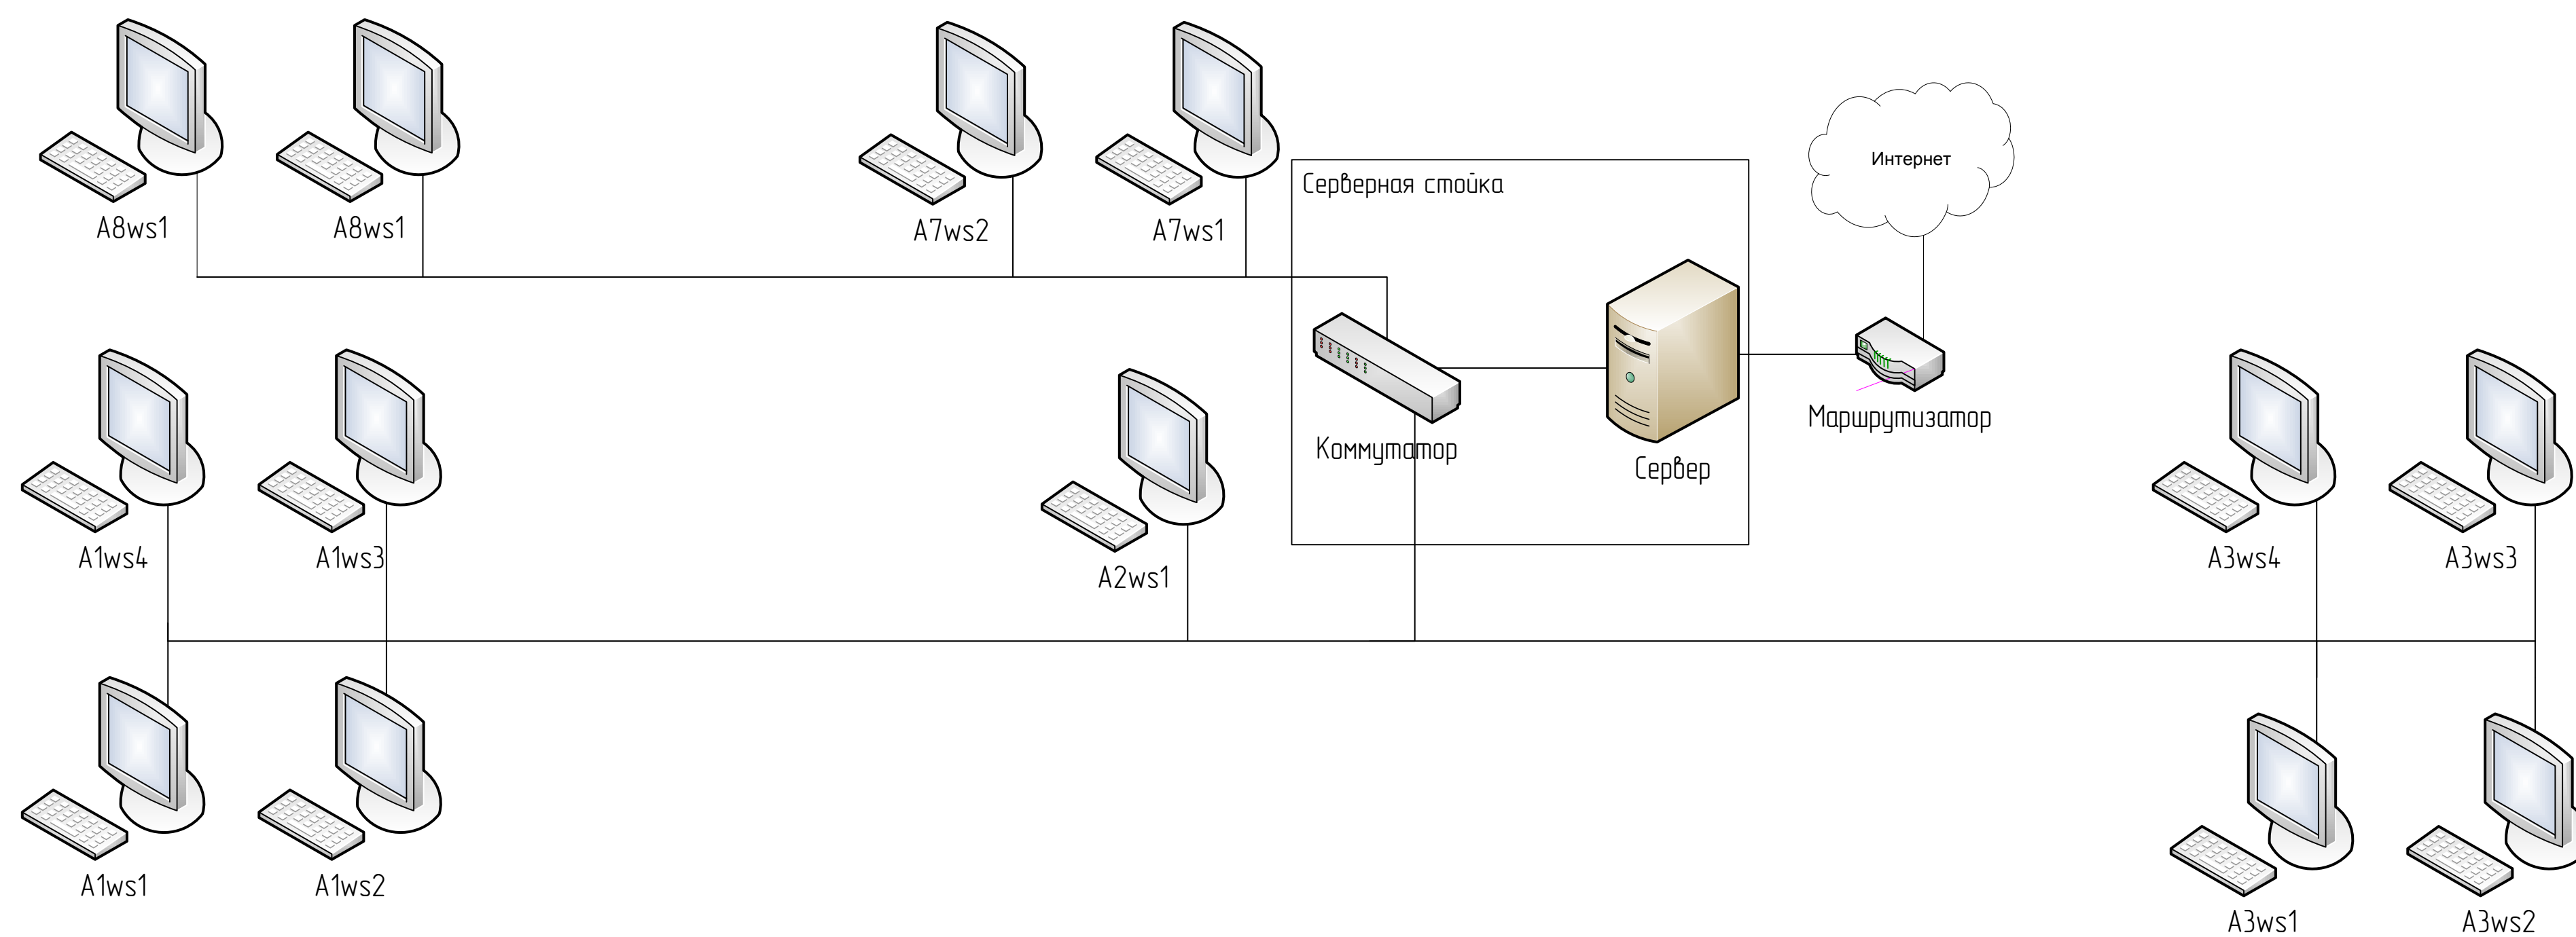 A8ws1
A8ws1
A7ws2
A7ws1
Серверная стойка
Интернет
Коммутатор
Сервер
Маршрутизатор
A1ws4
A1ws3
A2ws1
A3ws4
A3ws3
A1ws1
A1ws2
A3ws1
A3ws2